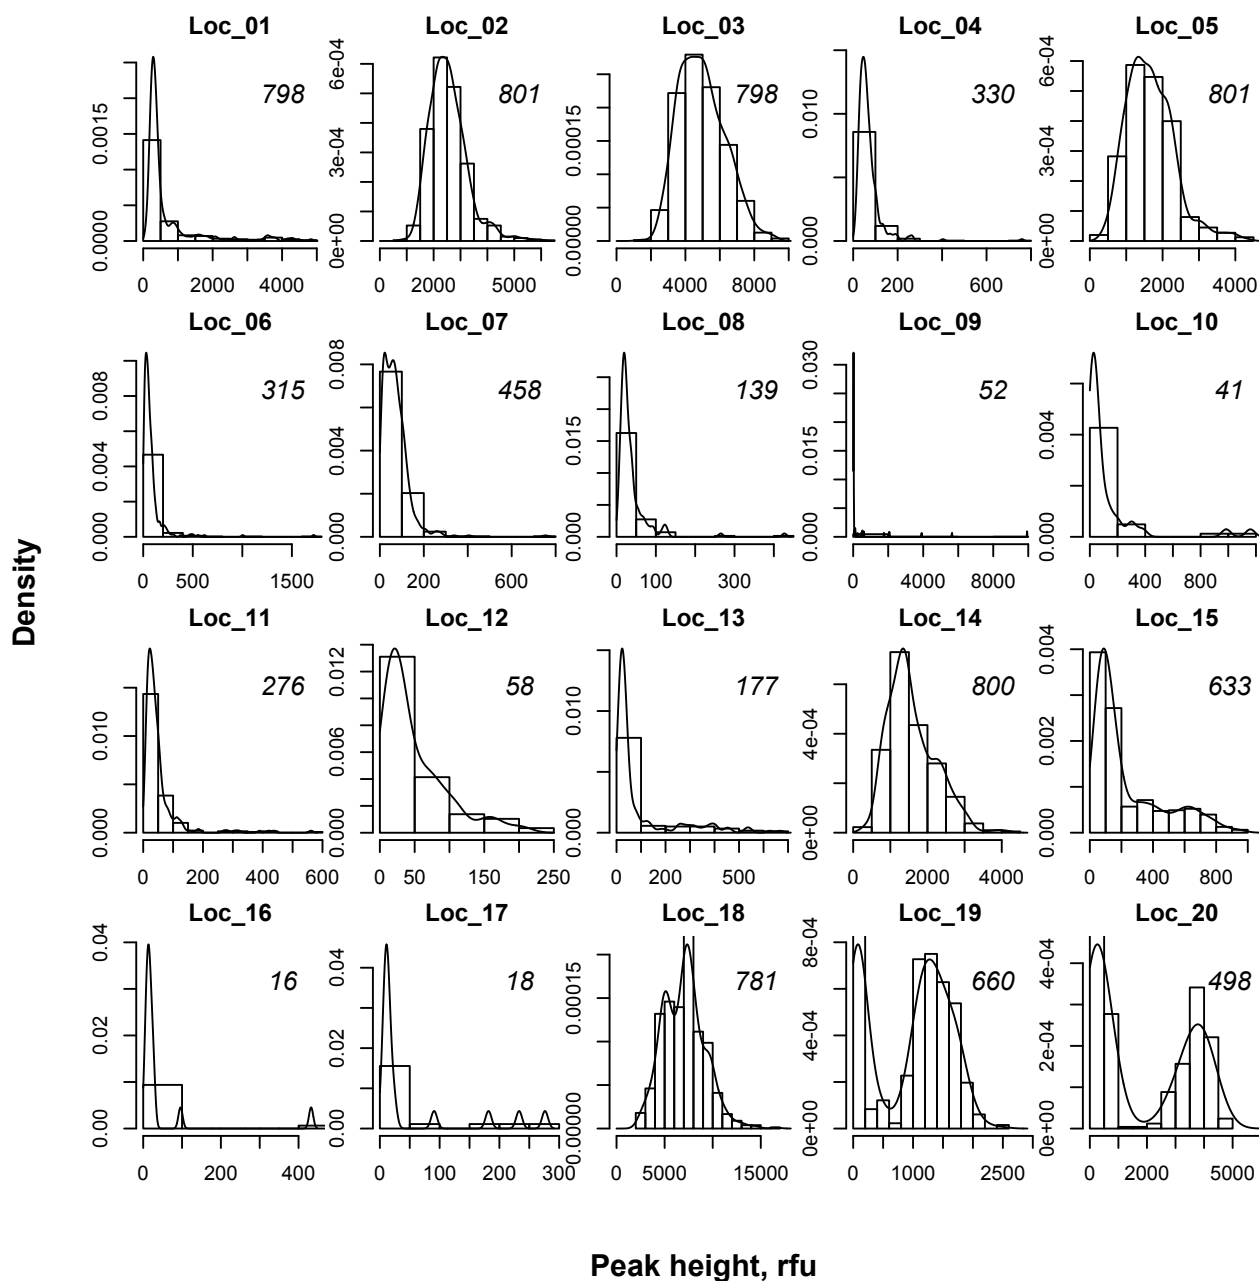 Loc_01 Loc_02 Loc_03 Loc_04 Loc_05
798 801 798 330 801
0.0000 0.0015 0e+00 3e-04 6e-04 0.00000 0.00015 0.000 0.010 0e+00 3e-04 6e-04
0 2000 4000 0 2000 5000 0 4000 8000 0 200 600 0 2000 4000
Loc_06 Loc_07 Loc_08 Loc_09 Loc_10
315 458 139 52 41
0.000 0.004 0.008 0.000 0.004 0.008 0.000 0.015 0.000 0.015 0.030 0.000 0.004
0 500 1500 0 200 600 0 100 300 0 4000 10000 0 400 800
Density
Loc_11 Loc_12 Loc_13 Loc_14 Loc_15
276 58 177 800 633
0.000 0.010 0.000 0.006 0.012 0.000 0.010 0e+00 4e-04 0.000 0.002 0.004
0 200 400 600 0 50 150 250 0 200 500 0 2000 4000 0 400 800
Loc_16 Loc_17 Loc_18 Loc_19 Loc_20
16 18 781 660 498
0.00 0.02 0.04 0.00 0.02 0.04 0.00000 0.00015 0e+00 4e-04 8e-04 0e+00 2e-04 4e-04
0 200 400 0 100 200 300 0 5000 15000 0 1000 2500 0 2000 5000
Peak height, rfu